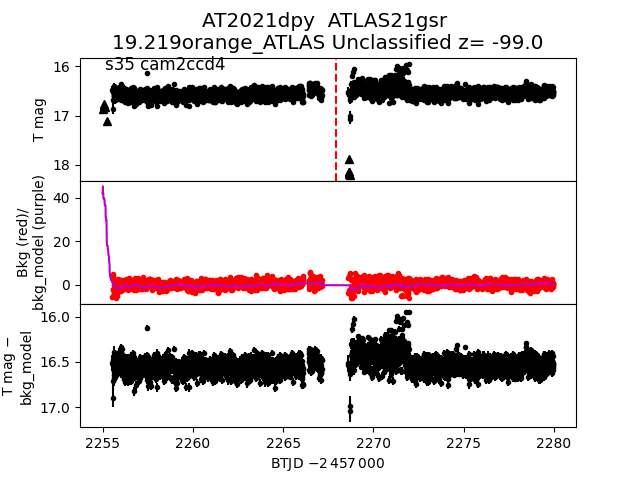 AT2021dpy  ATLAS21gsr
19.219orange_ATLAS Unclassified z= -99.0
s35 cam2ccd4
16
17
18
T mag
40
20
0
Bkg (red)/
bkg_model (purple)
16.0
16.5
17.0
T mag −
bkg_model
2255
2260
2265
2270
2275
2280
BTJD −2 457 000